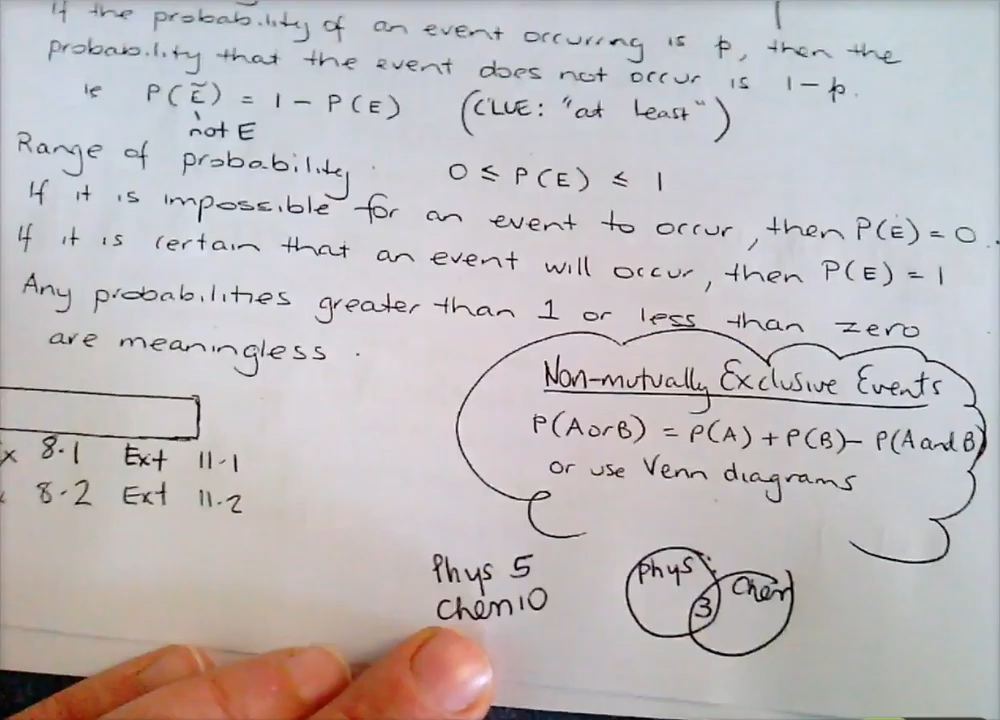 If the probability of an event occurring is p, then the
probability that the event does not occur is 1-p.
ie P(Ẽ) = 1 - P(E) (CLUE: "at least")
not E
Range of probability: 0 ≤ P(E) ≤ 1
If it is impossible for an event to occur, then P(E) = 0.
If it is certain that an event will occur, then P(E) = 1
Any probabilities greater than 1 or less than zero
are meaningless.
Non-mutually Exclusive Events
P(A or B) = P(A) + P(B) - P(A and B)
or use Venn diagrams
x 8.1 Ext 11.1
8.2 Ext 11.2
Phys 5
Chem 10
phys
3
Chem